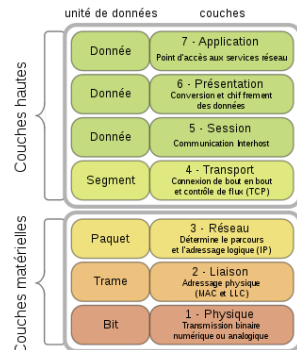 unité de données
couches
Couches hautes
Donnée
7 - Application
Point d'accès aux services réseau
Donnée
6 - Présentation
Conversion et chiffrement
des données
Donnée
5 - Session
Communication Interhost
Segment
4 - Transport
Connexion de bout en bout
et contrôle de flux (TCP)
Couches matérielles
Paquet
3 - Réseau
Détermine le parcours
et l'adressage logique (IP)
Trame
2 - Liaison
Adressage physique
(MAC et LLC)
Bit
1 - Physique
Transmission binaire
numérique ou analogique